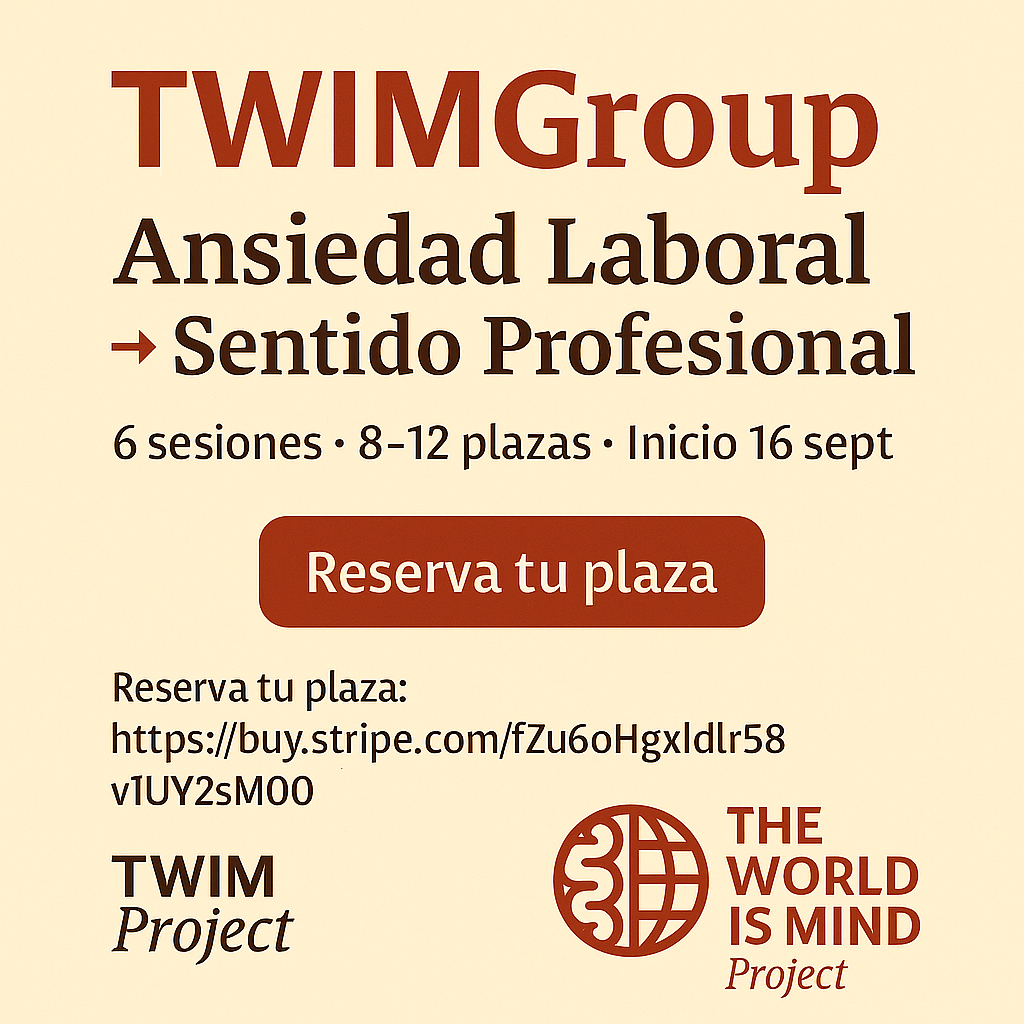 TWIMGroup
Ansiedad Laboral
→ Sentido Profesional
6 sesiones • 8–12 plazas • Inicio 16 sept
Reserva tu plaza
Reserva tu plaza:
https://buy.stripe.com/fZu6oHgxIdlr58
v1UY2sM00
TWIM
Project
THE
WORLD
IS MIND
Project